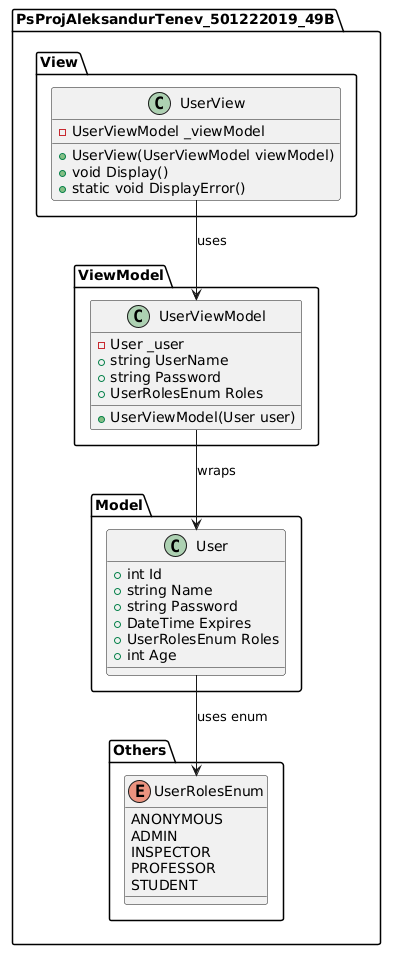 PsProjAleksandurTenev_501222019_49B
View
C UserView
UserViewModel _viewModel
UserView(UserViewModel viewModel)
void Display()
static void DisplayError()
uses
ViewModel
C UserViewModel
User _user
string UserName
string Password
UserRolesEnum Roles
UserViewModel(User user)
wraps
Model
C User
int Id
string Name
string Password
DateTime Expires
UserRolesEnum Roles
int Age
uses enum
Others
E UserRolesEnum
ANONYMOUS
ADMIN
INSPECTOR
PROFESSOR
STUDENT